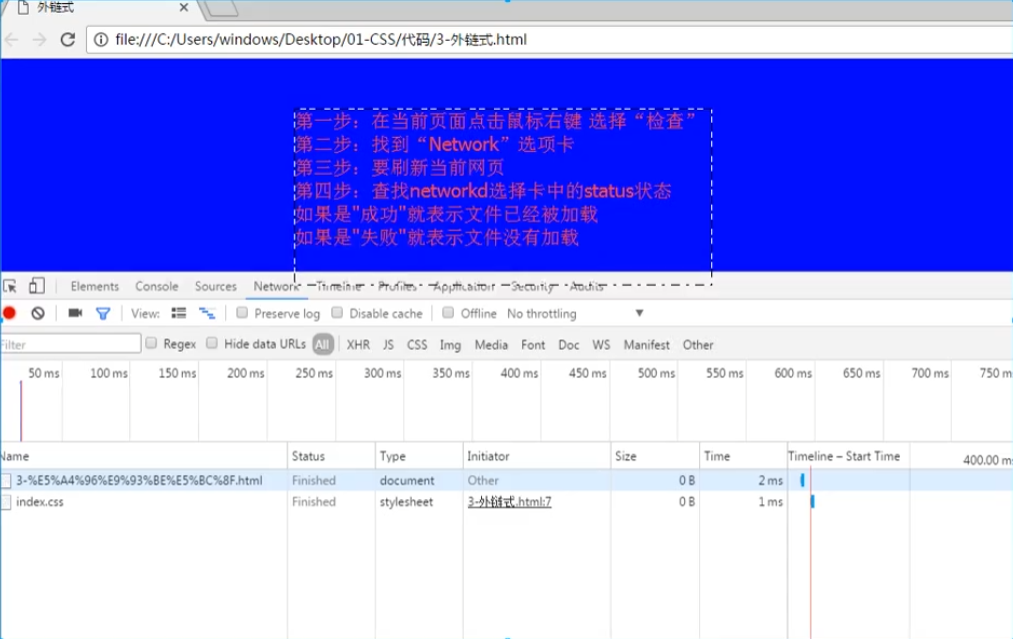 外链式
file:///C:/Users/windows/Desktop/01-CSS/代码/3-外链式.html
第一步：在当前页面点击鼠标右键 选择“检查”
第二步：找到“Network”选项卡
第三步：要刷新当前网页
第四步：查找networkd选择卡中的status状态
如果是"成功"就表示文件已经被加载
如果是"失败"就表示文件没有加载
Elements Console Sources Network Timeline Profiles Application Security Audits
View: Preserve log Disable cache Offline No throttling
Filter Regex Hide data URLs All XHR JS CSS Img Media Font Doc WS Manifest Other
50 ms 100 ms 150 ms 200 ms 250 ms 300 ms 350 ms 400 ms 450 ms 500 ms 550 ms 600 ms 650 ms 700 ms 750 m
Name Status Type Initiator Size Time Timeline – Start Time 400.00 m
3-%E5%A4%96%E9%93%BE%E5%BC%8F.html Finished document Other 0 B 2 ms
index.css Finished stylesheet 3-外链式.html:7 0 B 1 ms